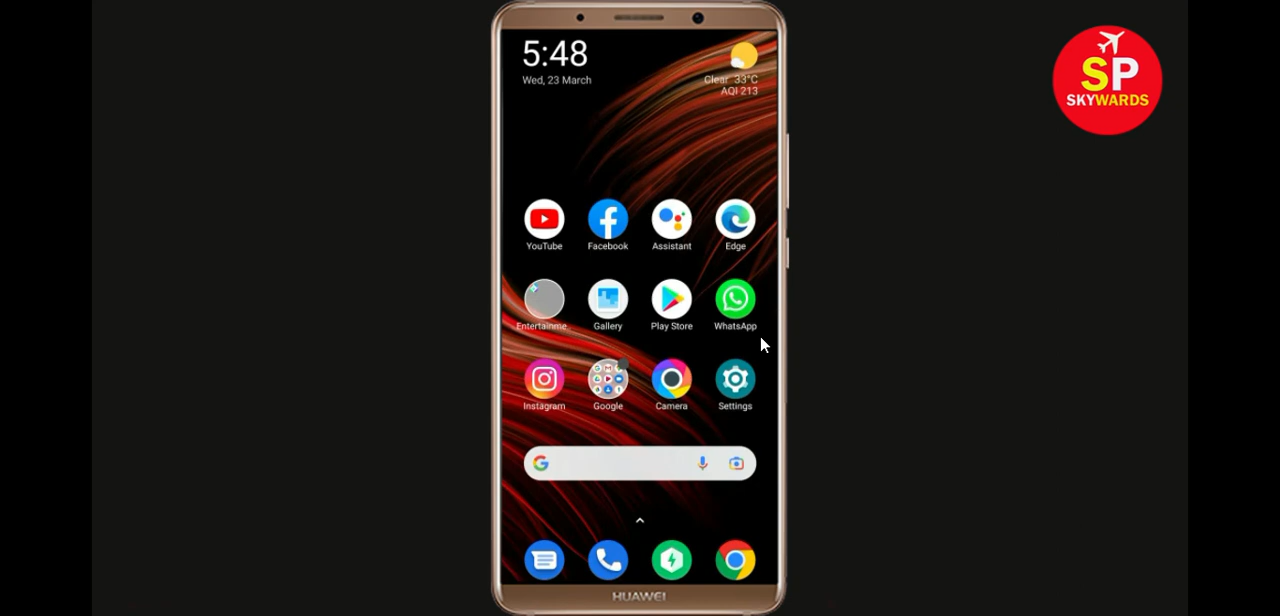 5:48
Wed, 23 March
Clear 33°C
AQI 213
SP
SKYWARDS
YouTube
Facebook
Assistant
Edge
Entertainme
Gallery
Play Store
WhatsApp
Instagram
Google
Camera
Settings
HUAWEI